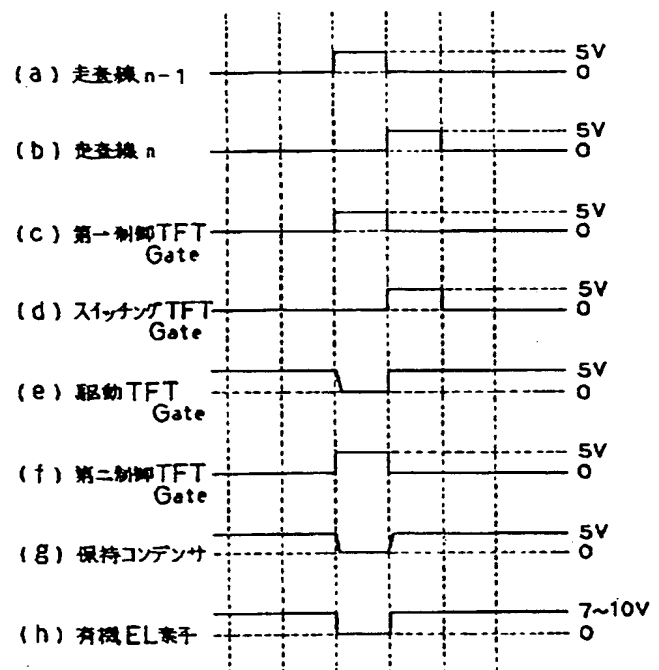 (a) 走査線 n-1
5V
0
(b) 走査線 n
5V
0
(c) 第一制御TFT
Gate
5V
0
(d) スイッチングTFT
Gate
5V
0
(e) 駆動TFT
Gate
5V
0
(f) 第二制御TFT
Gate
5V
0
(g) 保持コンデンサ
5V
0
(h) 有機EL素子
7~10V
0